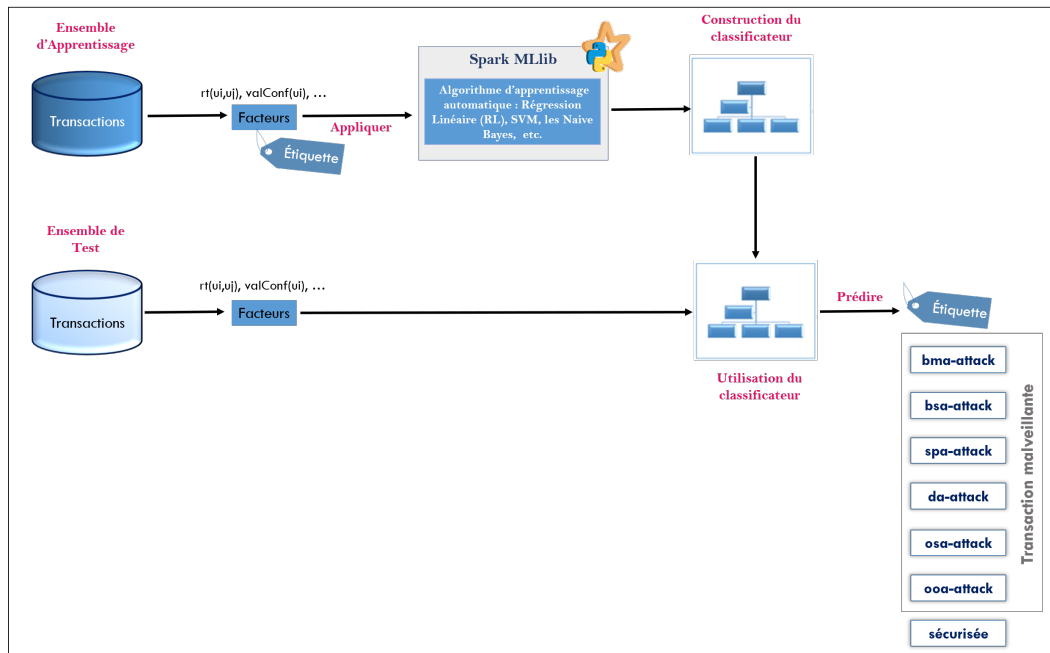 Ensemble
d'Apprentissage
Transactions
rt(ui,uj), valConf(ui), ...
Facteurs
Étiquette
Appliquer
Spark MLlib
Algorithme d'apprentissage
automatique : Régression
Linéaire (RL), SVM, les Naive
Bayes, etc.
Construction du
classificateur
Ensemble de
Test
Transactions
rt(ui,uj), valConf(ui), ...
Facteurs
Utilisation du
classificateur
Prédire
Étiquette
bma-attack
bsa-attack
spa-attack
da-attack
osa-attack
ooa-attack
Transaction malveillante
sécurisée